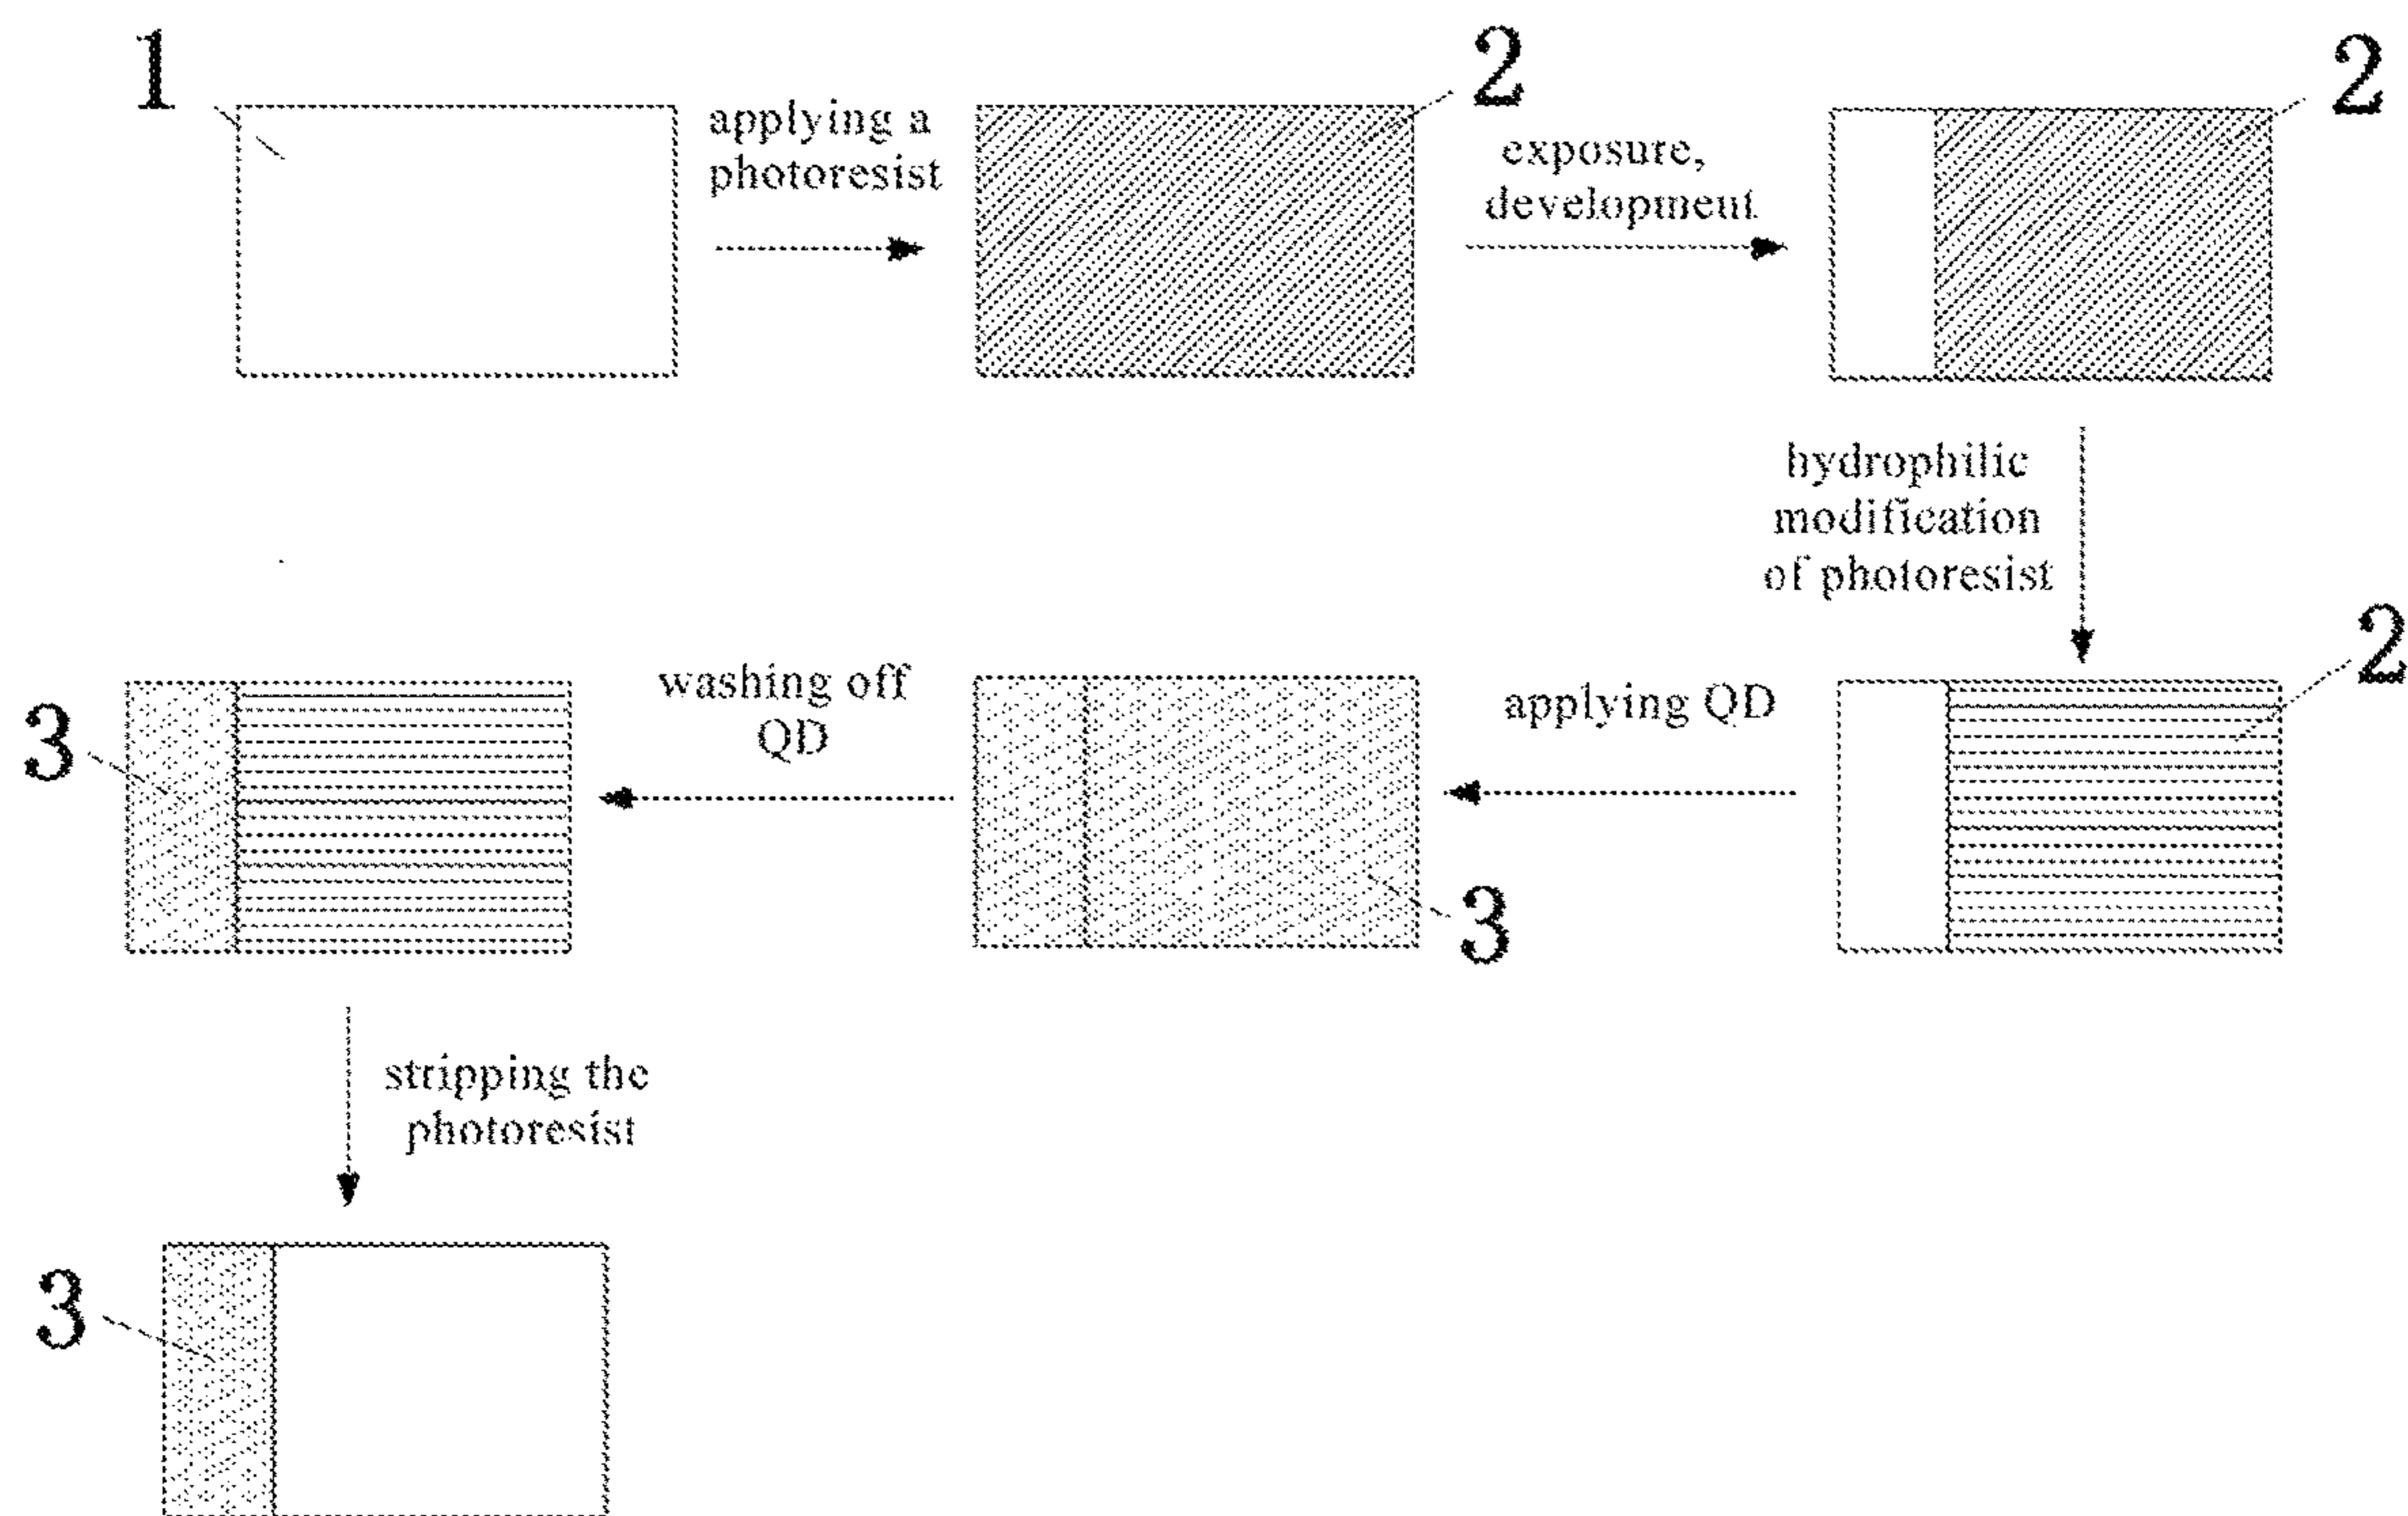 1
applying a
photoresist
2
exposure,
development
2
hydrophilic
modification
of photoresist
2
applying QD
3
washing off
QD
3
stripping the
photoresist
3